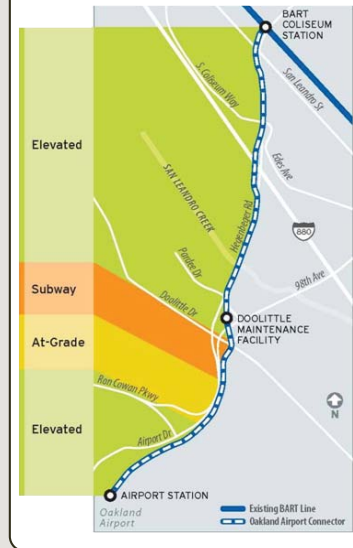 BART
COLISEUM
STATION
S. Coliseum Way
San Leandro St
Elevated
Edes Ave
SAN LEANDRO CREEK
Hegenberger Rd
880
Pardee Dr
98th Ave
Subway
Doolittle Dr
DOOLITTLE
MAINTENANCE
FACILITY
At-Grade
Ron Cowan Pkwy
N
Elevated
Airport Dr
AIRPORT STATION
Oakland
Airport
Existing BART Line
Oakland Airport Connector